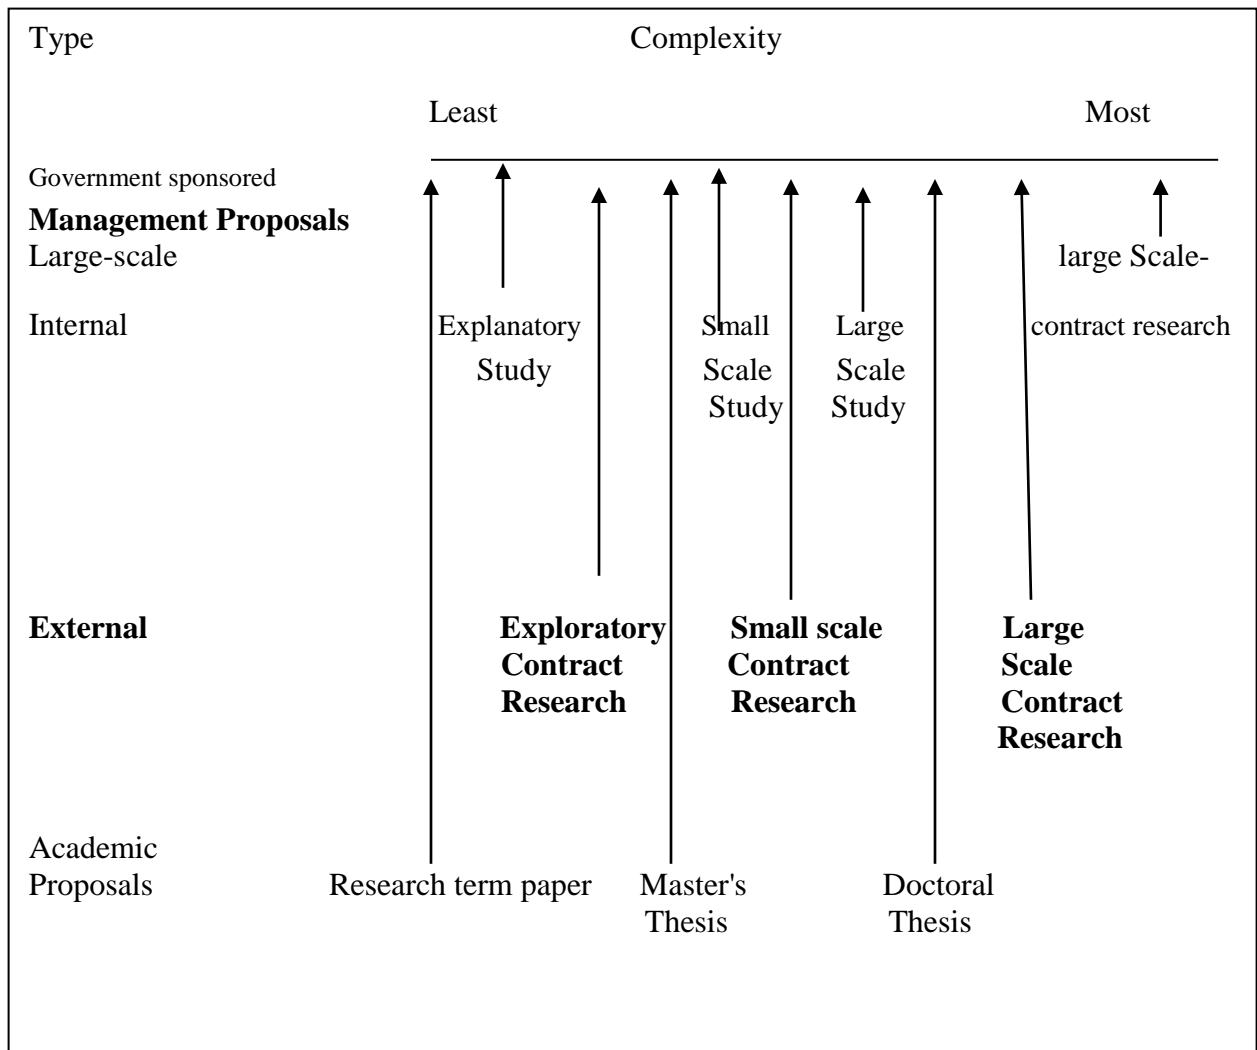 Type Complexity
Least Most
Government sponsored
Management Proposals
Large-scale large Scale-
Internal Explanatory Small Large contract research
Study Scale Scale
Study Study
External Exploratory Small scale Large
Contract Contract Scale
Research Research Contract
Research
Academic
Proposals Research term paper Master's Doctoral
Thesis Thesis